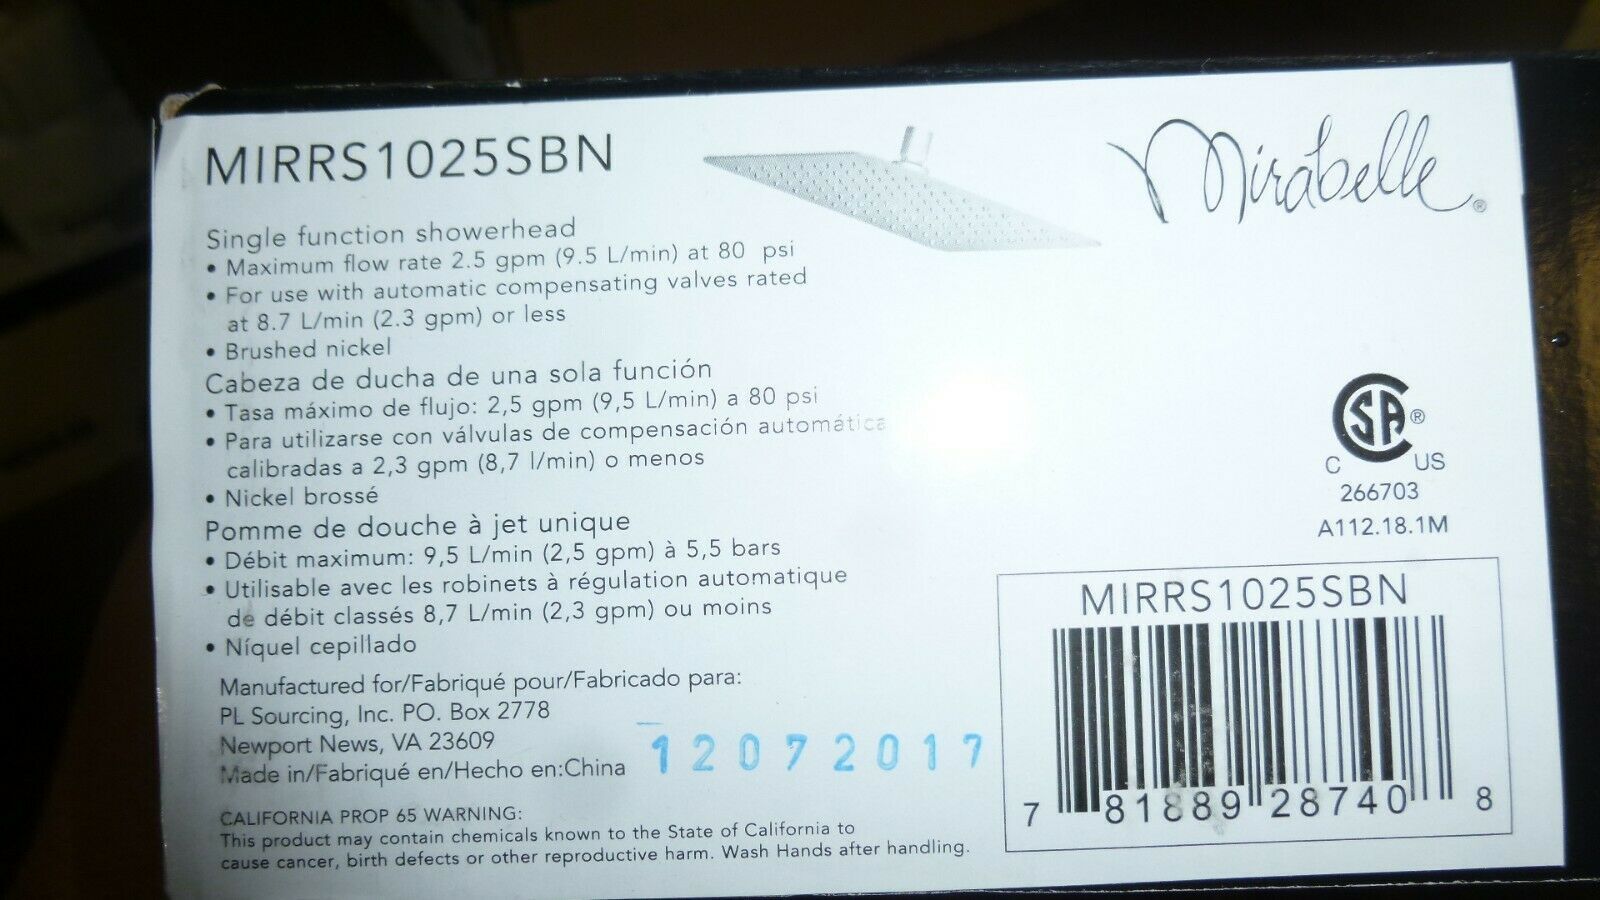 MIRRS1025SBN
Mirabelle®
Single function showerhead
• Maximum flow rate 2.5 gpm (9.5 L/min) at 80 psi
• For use with automatic compensating valves rated
at 8.7 L/min (2.3 gpm) or less
• Brushed nickel
Cabeza de ducha de una sola función
• Tasa máximo de flujo: 2,5 gpm (9,5 L/min) a 80 psi
• Para utilizarse con válvulas de compensación automática
calibradas a 2,3 gpm (8,7 l/min) o menos
• Nickel brossé
Pomme de douche à jet unique
• Débit maximum: 9,5 L/min (2,5 gpm) à 5,5 bars
• Utilisable avec les robinets à régulation automatique
de débit classés 8,7 L/min (2,3 gpm) ou moins
• Níquel cepillado
Manufactured for/Fabriqué pour/Fabricado para:
PL Sourcing, Inc. PO. Box 2778
Newport News, VA 23609
Made in/Fabriqué en/Hecho en:China
12072017
CALIFORNIA PROP 65 WARNING:
This product may contain chemicals known to the State of California to
cause cancer, birth defects or other reproductive harm. Wash Hands after handling.
CSA®
C US
266703
A112.18.1M
MIRRS1025SBN
7 81889 28740 8